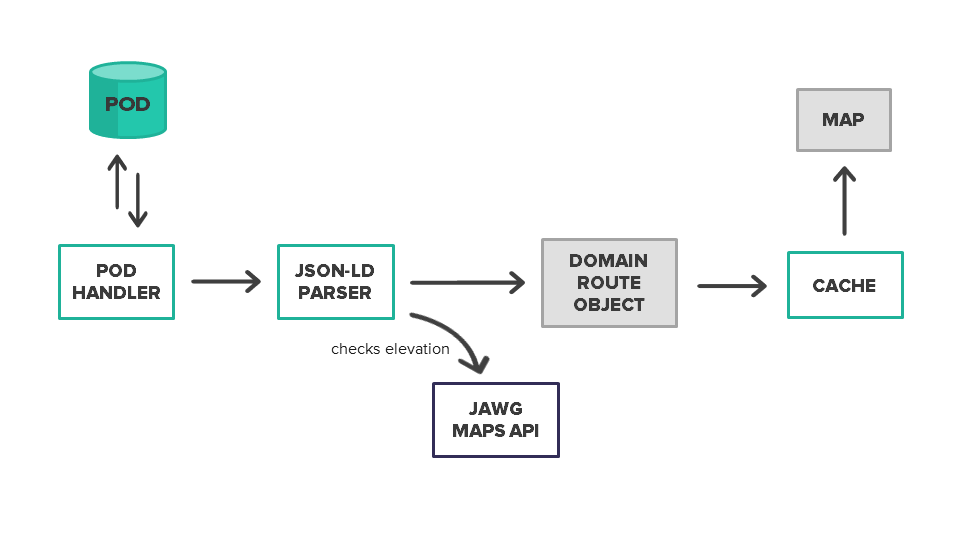 POD
MAP
POD
HANDLER
JSON-LD
PARSER
DOMAIN
ROUTE
OBJECT
CACHE
checks elevation
JAWG
MAPS API